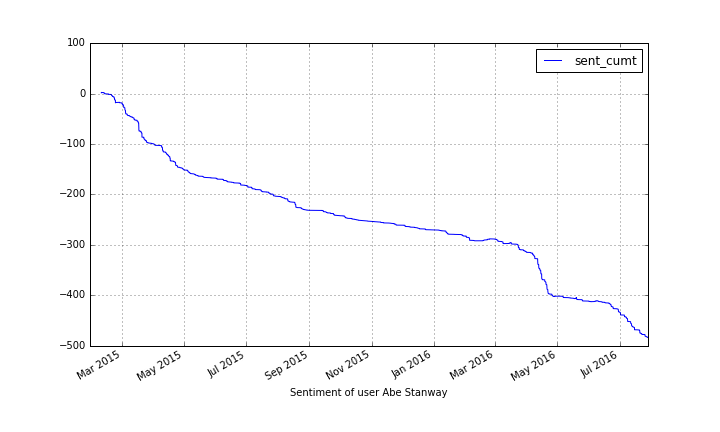 100
sent_cumt
0
−100
−200
−300
−400
−500
Mar 2015
May 2015
Jul 2015
Sep 2015
Nov 2015
Jan 2016
Mar 2016
May 2016
Jul 2016
Sentiment of user Abe Stanway